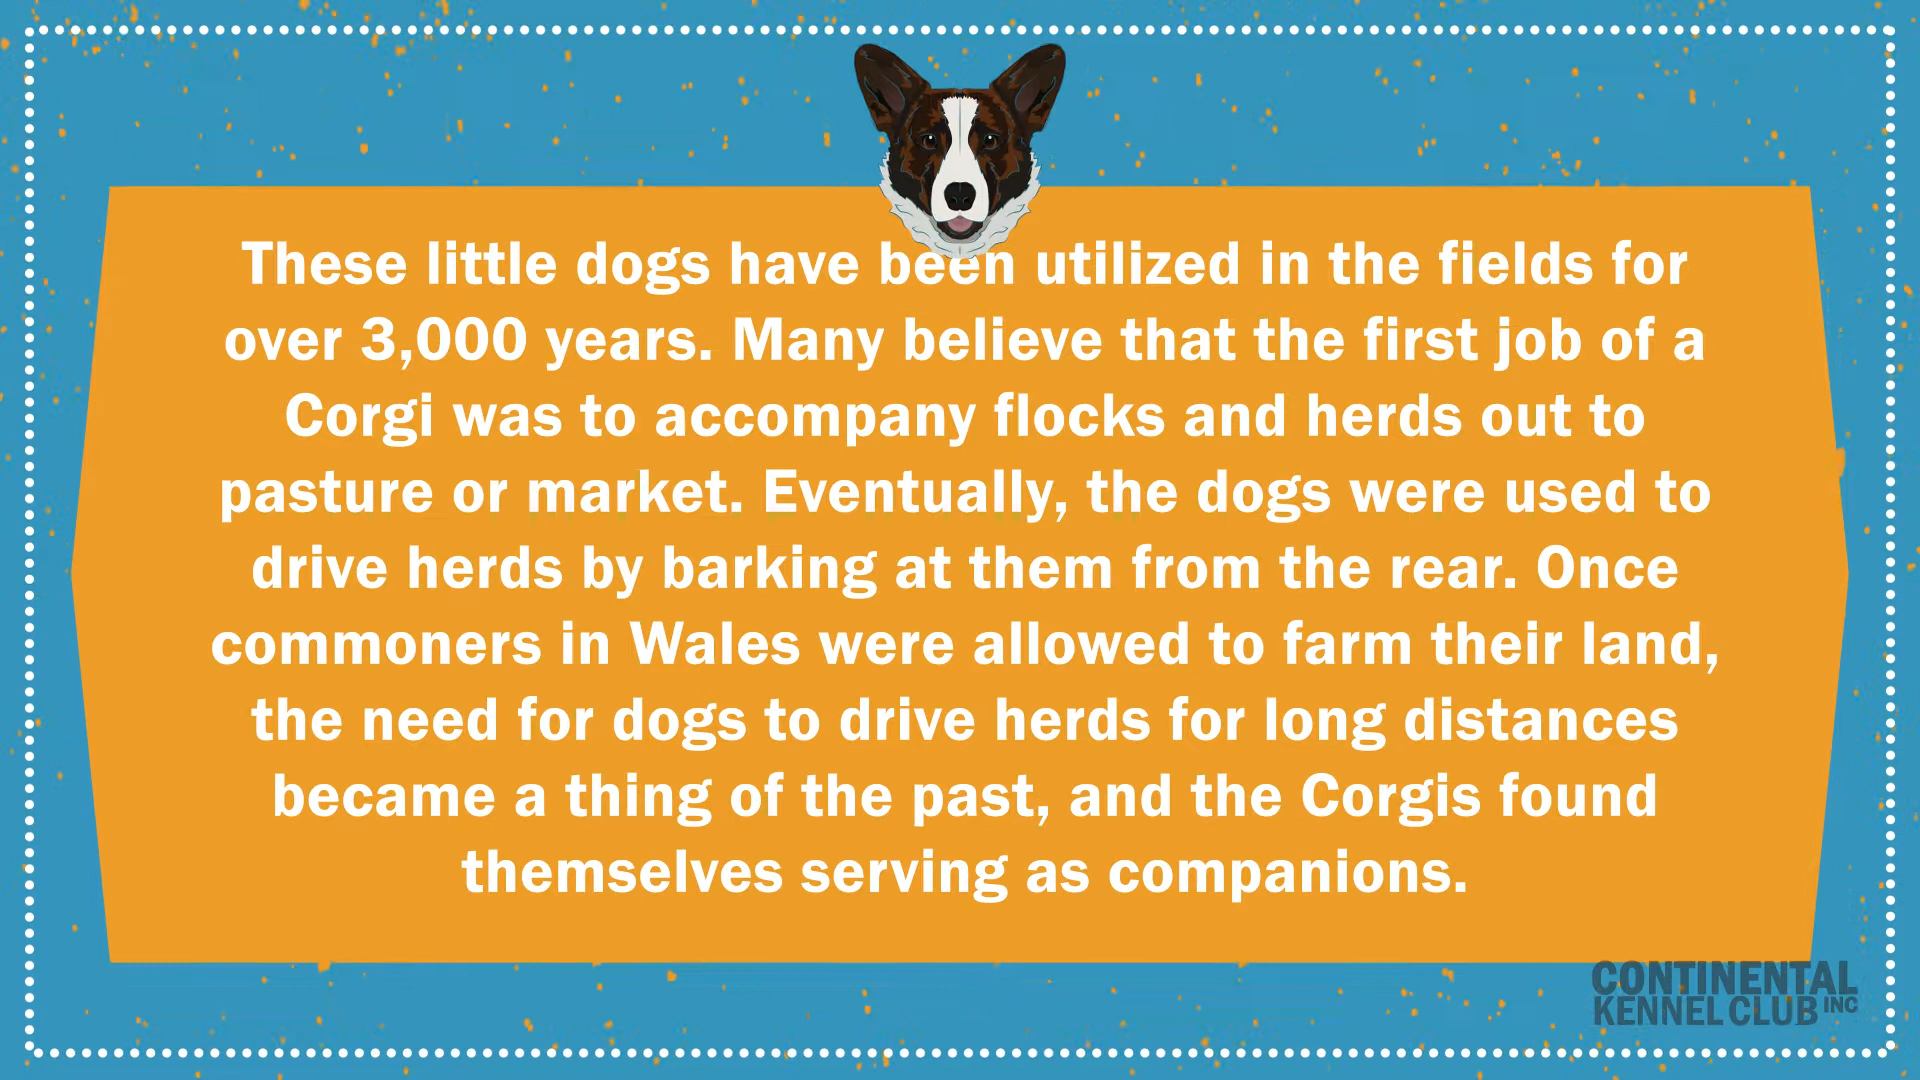 These little dogs have been utilized in the fields for
over 3,000 years. Many believe that the first job of a
Corgi was to accompany flocks and herds out to
pasture or market. Eventually, the dogs were used to
drive herds by barking at them from the rear. Once
commoners in Wales were allowed to farm their land,
the need for dogs to drive herds for long distances
became a thing of the past, and the Corgis found
themselves serving as companions.
CONTINENTAL
KENNEL CLUB INC